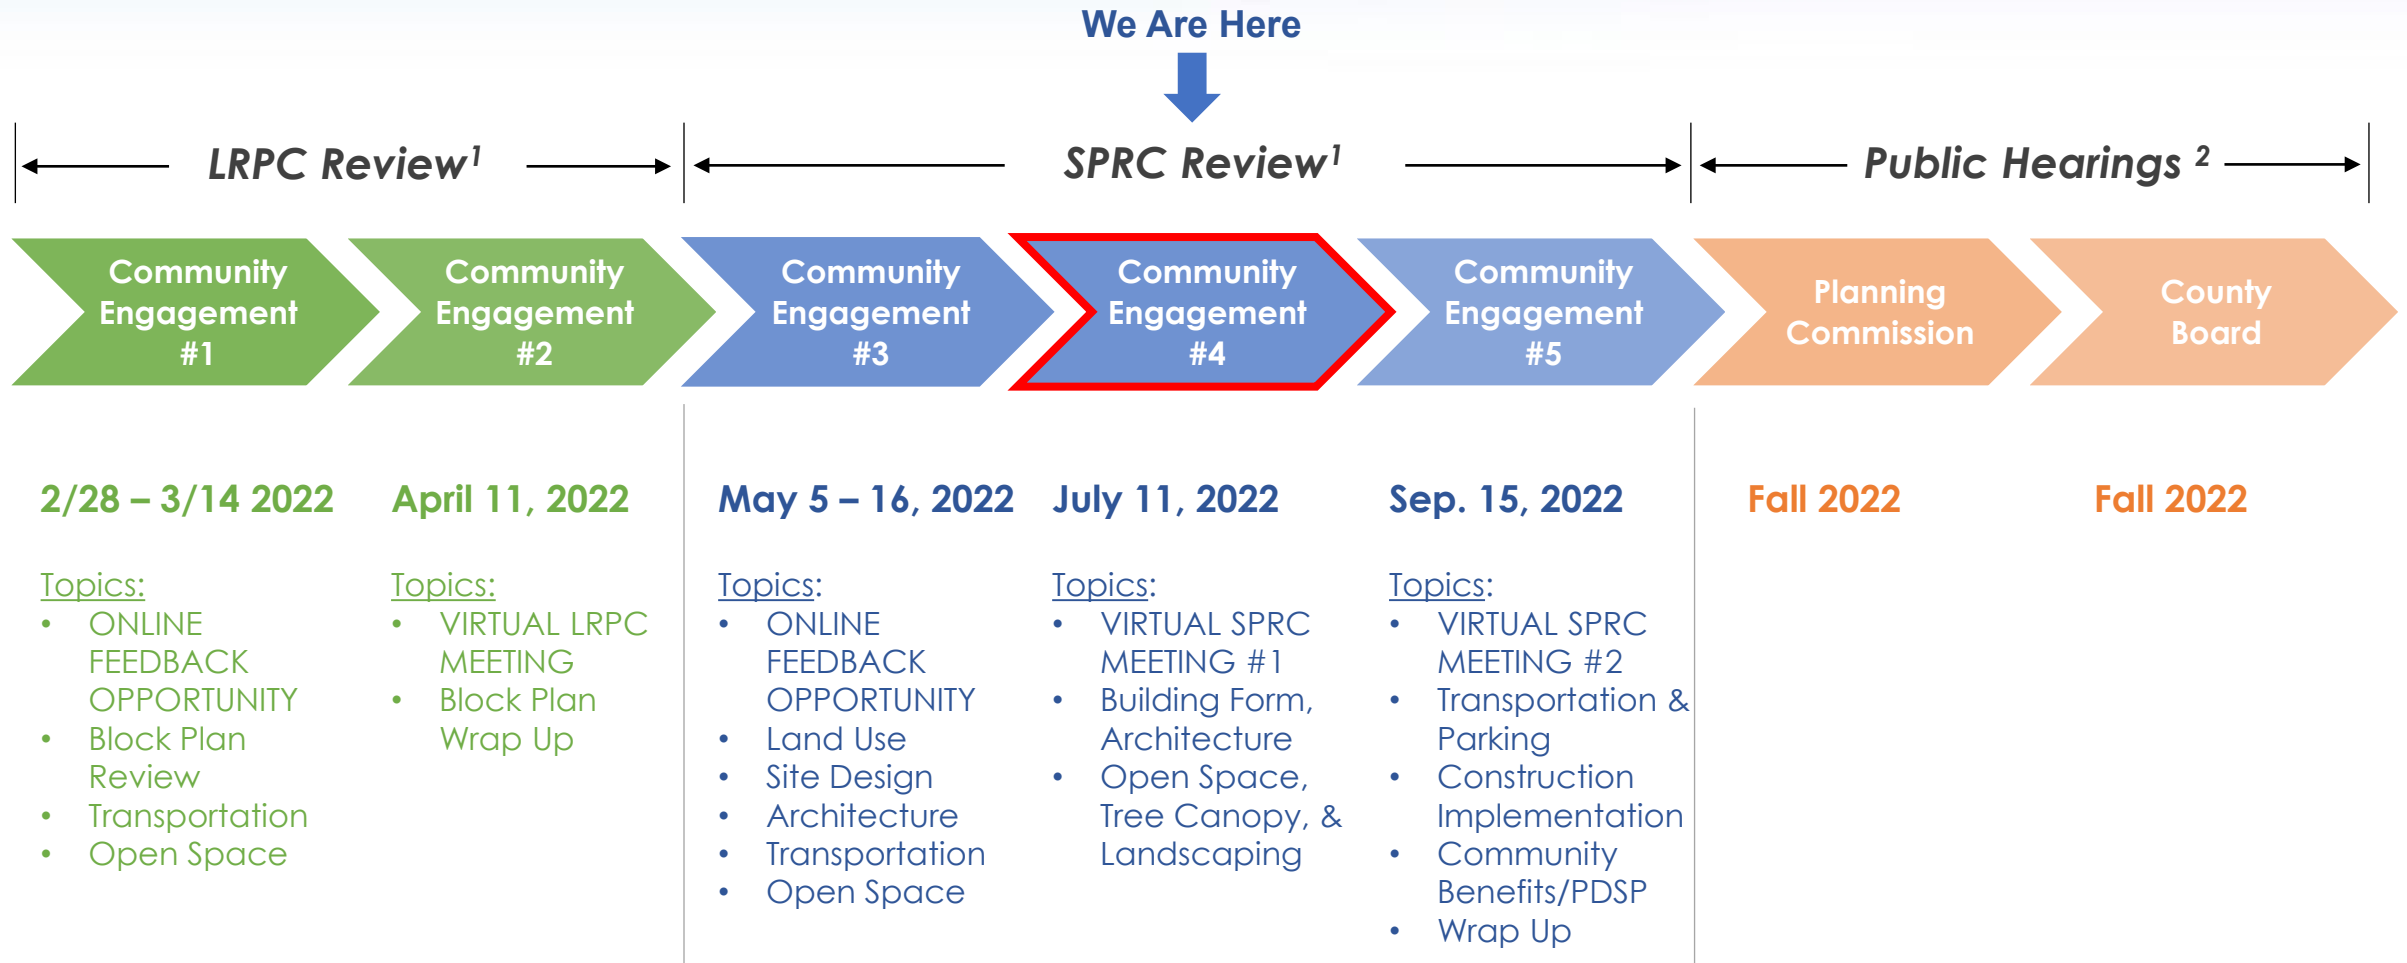 We Are Here
LRPC Review1
SPRC Review1
Public Hearings 2
Community
Engagement
#1
Community
Engagement
#2
Community
Engagement
#3
Community
Engagement
#4
Community
Engagement
#5
Planning
Commission
County
Board
2/28 – 3/14 2022
Topics:
• ONLINE
FEEDBACK
OPPORTUNITY
• Block Plan
Review
• Transportation
• Open Space
April 11, 2022
Topics:
• VIRTUAL LRPC
MEETING
• Block Plan
Wrap Up
May 5 – 16, 2022
Topics:
• ONLINE
FEEDBACK
OPPORTUNITY
• Land Use
• Site Design
• Architecture
• Transportation
• Open Space
July 11, 2022
Topics:
• VIRTUAL SPRC
MEETING #1
• Building Form,
Architecture
• Open Space,
Tree Canopy, &
Landscaping
Sep. 15, 2022
Topics:
• VIRTUAL SPRC
MEETING #2
• Transportation &
Parking
• Construction
Implementation
• Community
Benefits/PDSP
• Wrap Up
Fall 2022
Fall 2022